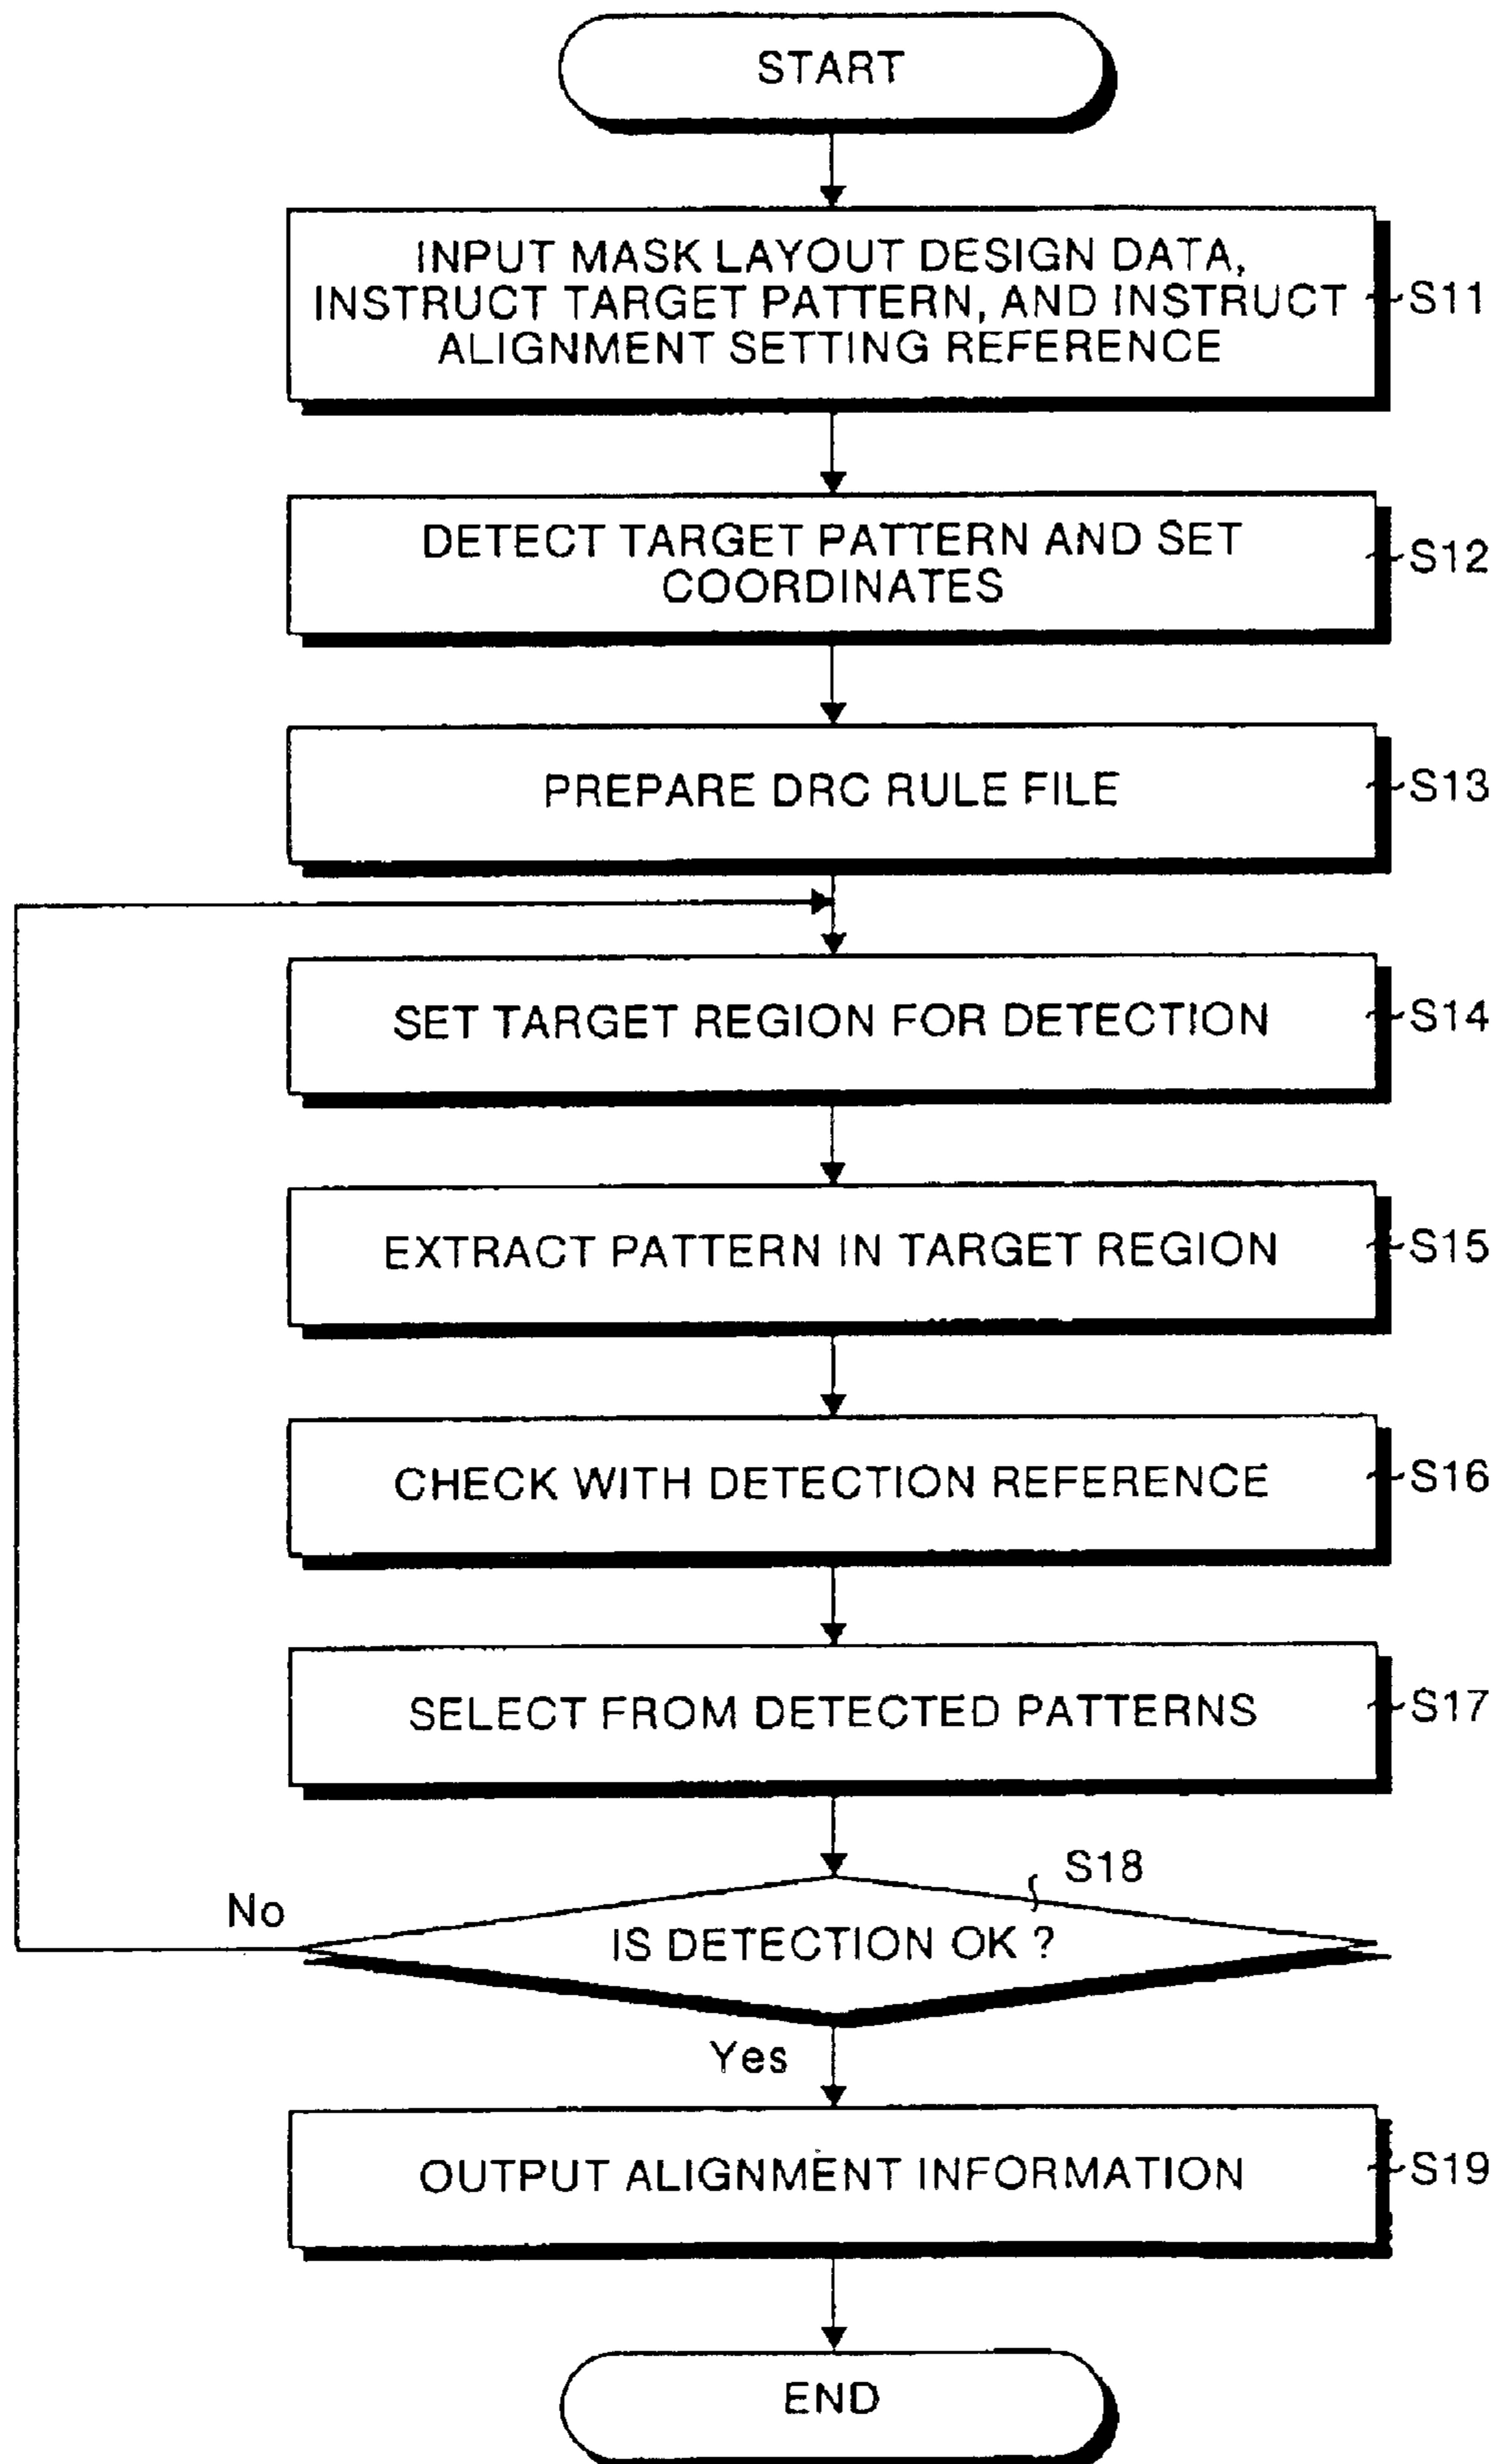 START
INPUT MASK LAYOUT DESIGN DATA,
INSTRUCT TARGET PATTERN, AND INSTRUCT
ALIGNMENT SETTING REFERENCE
S11
DETECT TARGET PATTERN AND SET
COORDINATES
S12
PREPARE DRC RULE FILE
S13
SET TARGET REGION FOR DETECTION
S14
EXTRACT PATTERN IN TARGET REGION
S15
CHECK WITH DETECTION REFERENCE
S16
SELECT FROM DETECTED PATTERNS
S17
S18
No
IS DETECTION OK ?
Yes
OUTPUT ALIGNMENT INFORMATION
S19
END